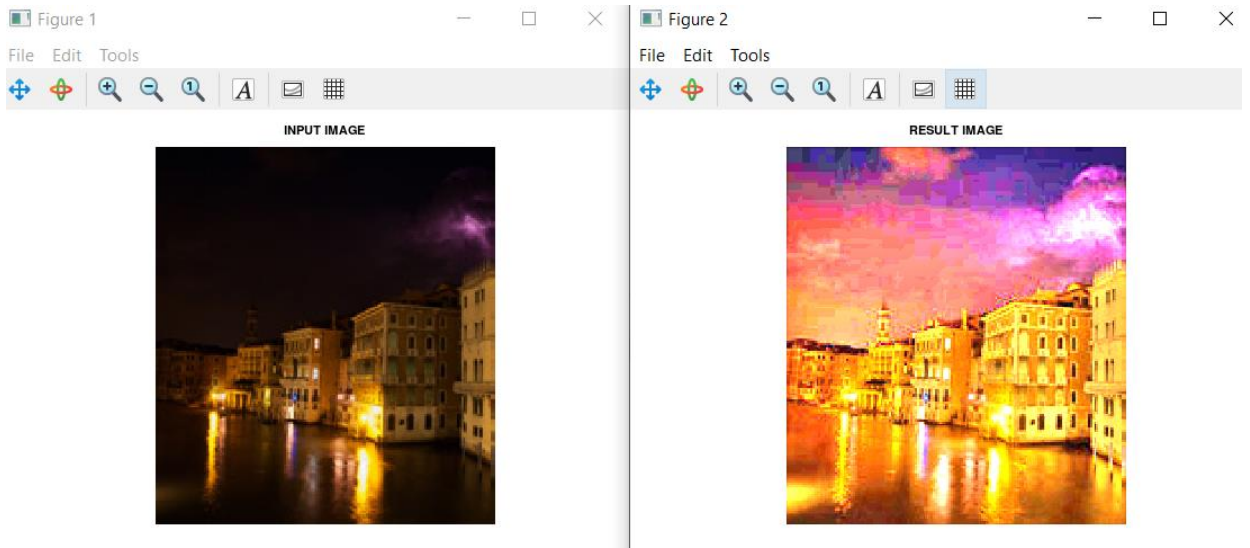 Figure 1
File Edit Tools
A
INPUT IMAGE
Figure 2
File Edit Tools
A
RESULT IMAGE